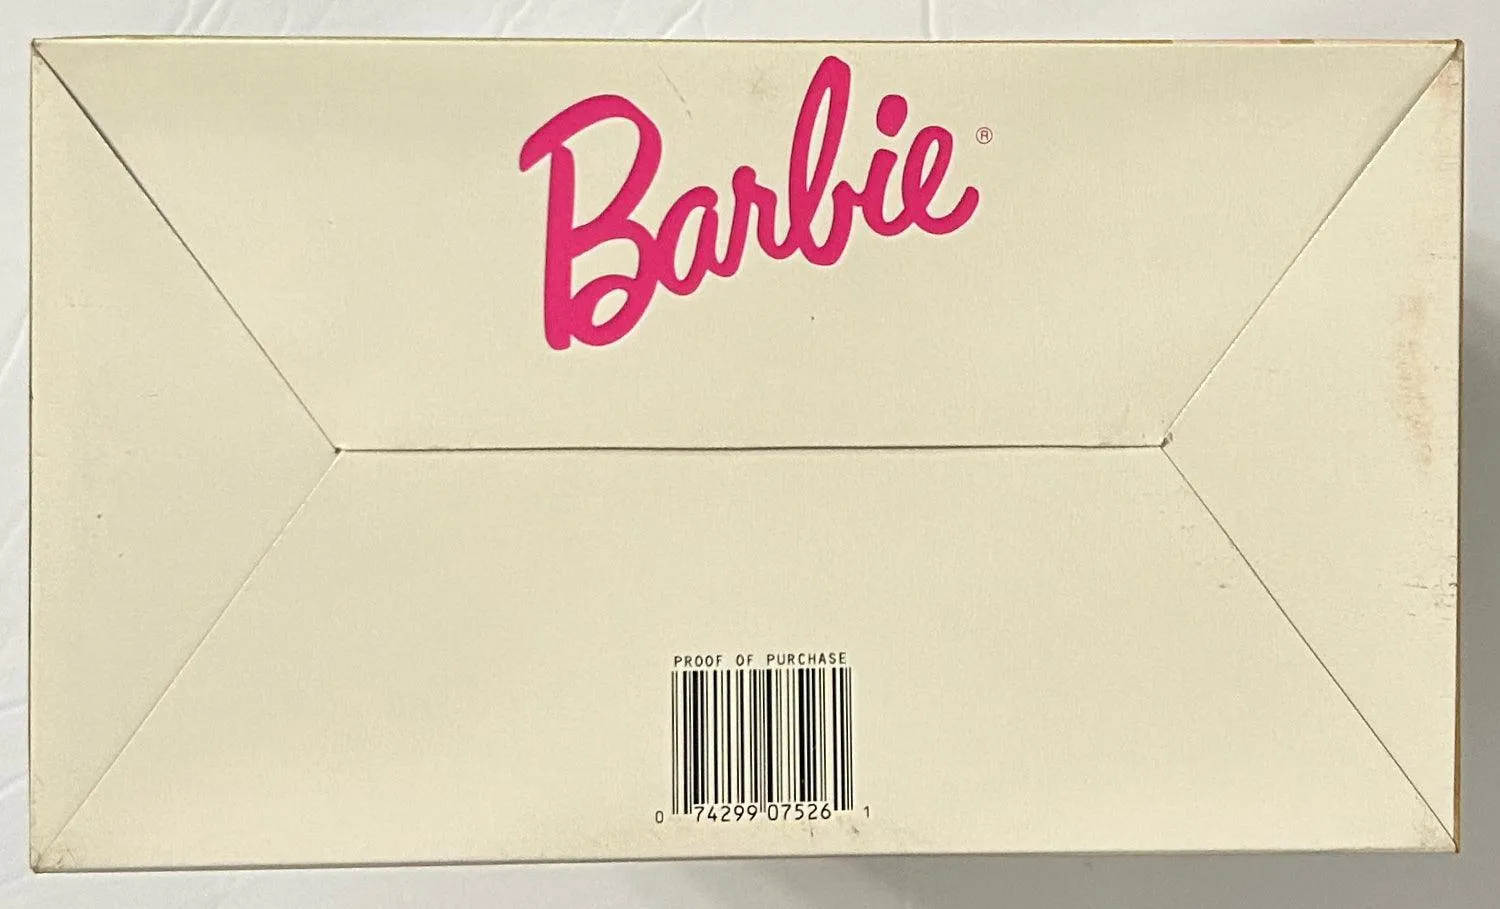 Barbie®
PROOF OF PURCHASE
0 74299 07526 1